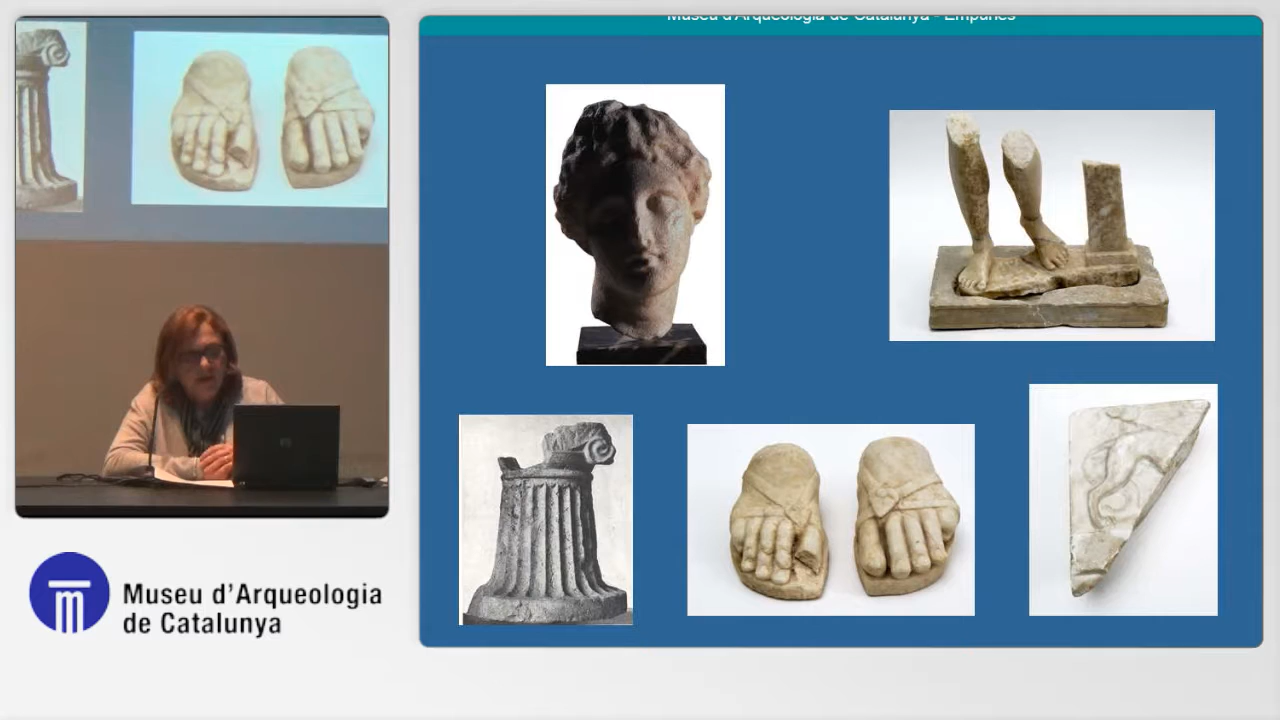 Museu d'Arqueologia de Catalunya - Empúries
Museu d'Arqueologia
de Catalunya